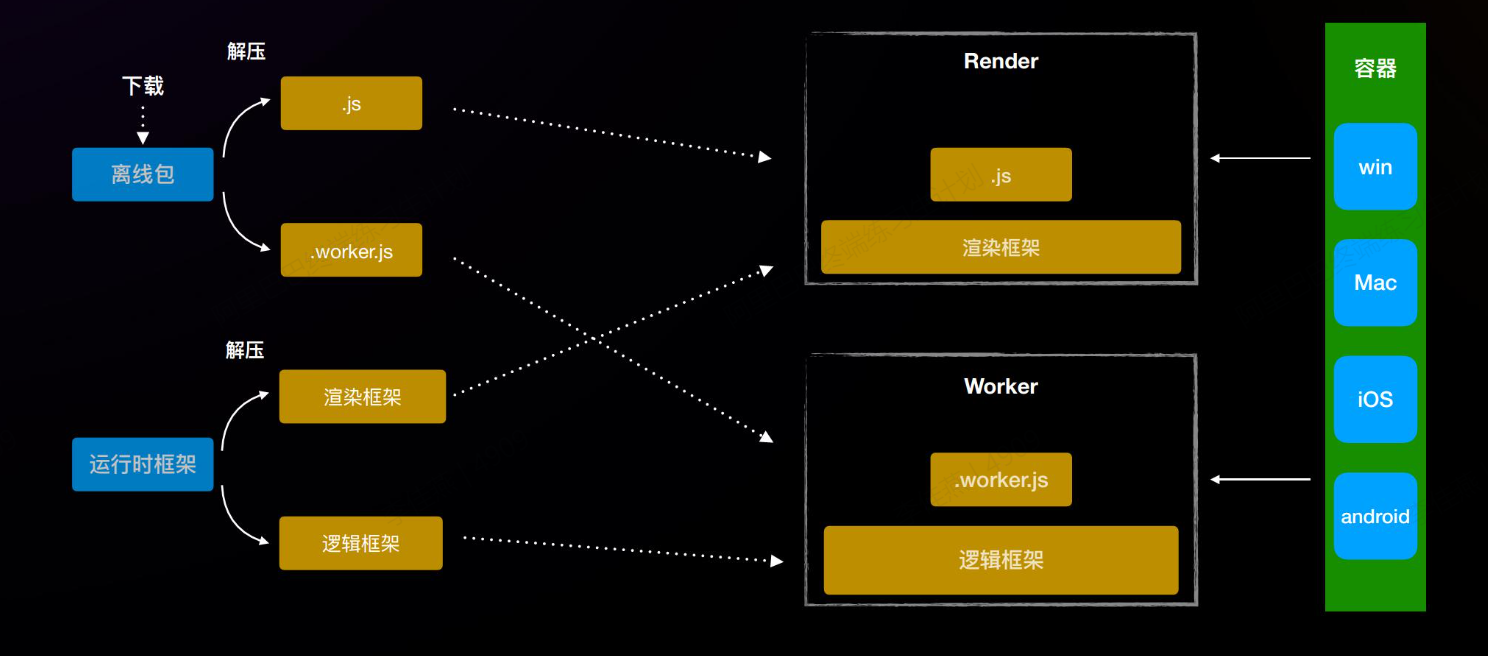 解压
下载
.js
离线包
.worker.js
解压
渲染框架
运行时框架
逻辑框架
Render
.js
渲染框架
Worker
.worker.js
逻辑框架
容器
win
Mac
iOS
android